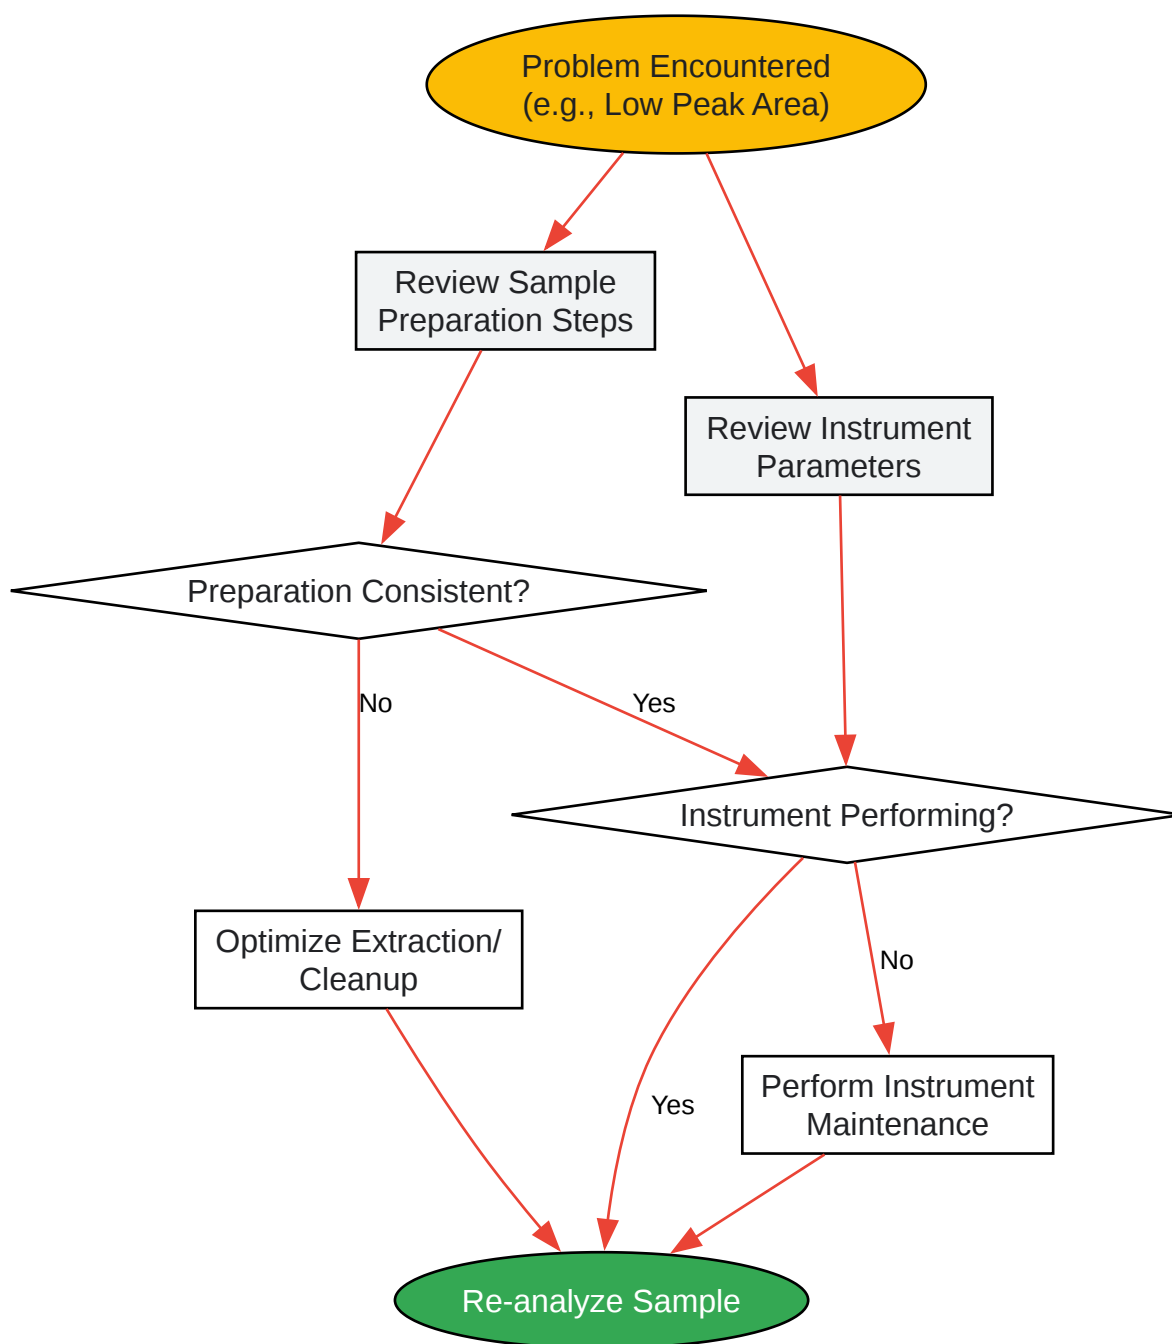 Problem Encountered
(e.g., Low Peak Area)
Review Sample
Preparation Steps
Review Instrument
Parameters
Preparation Consistent?
No
Yes
Instrument Performing?
Optimize Extraction/
Cleanup
No
Yes
Perform Instrument
Maintenance
Re-analyze Sample